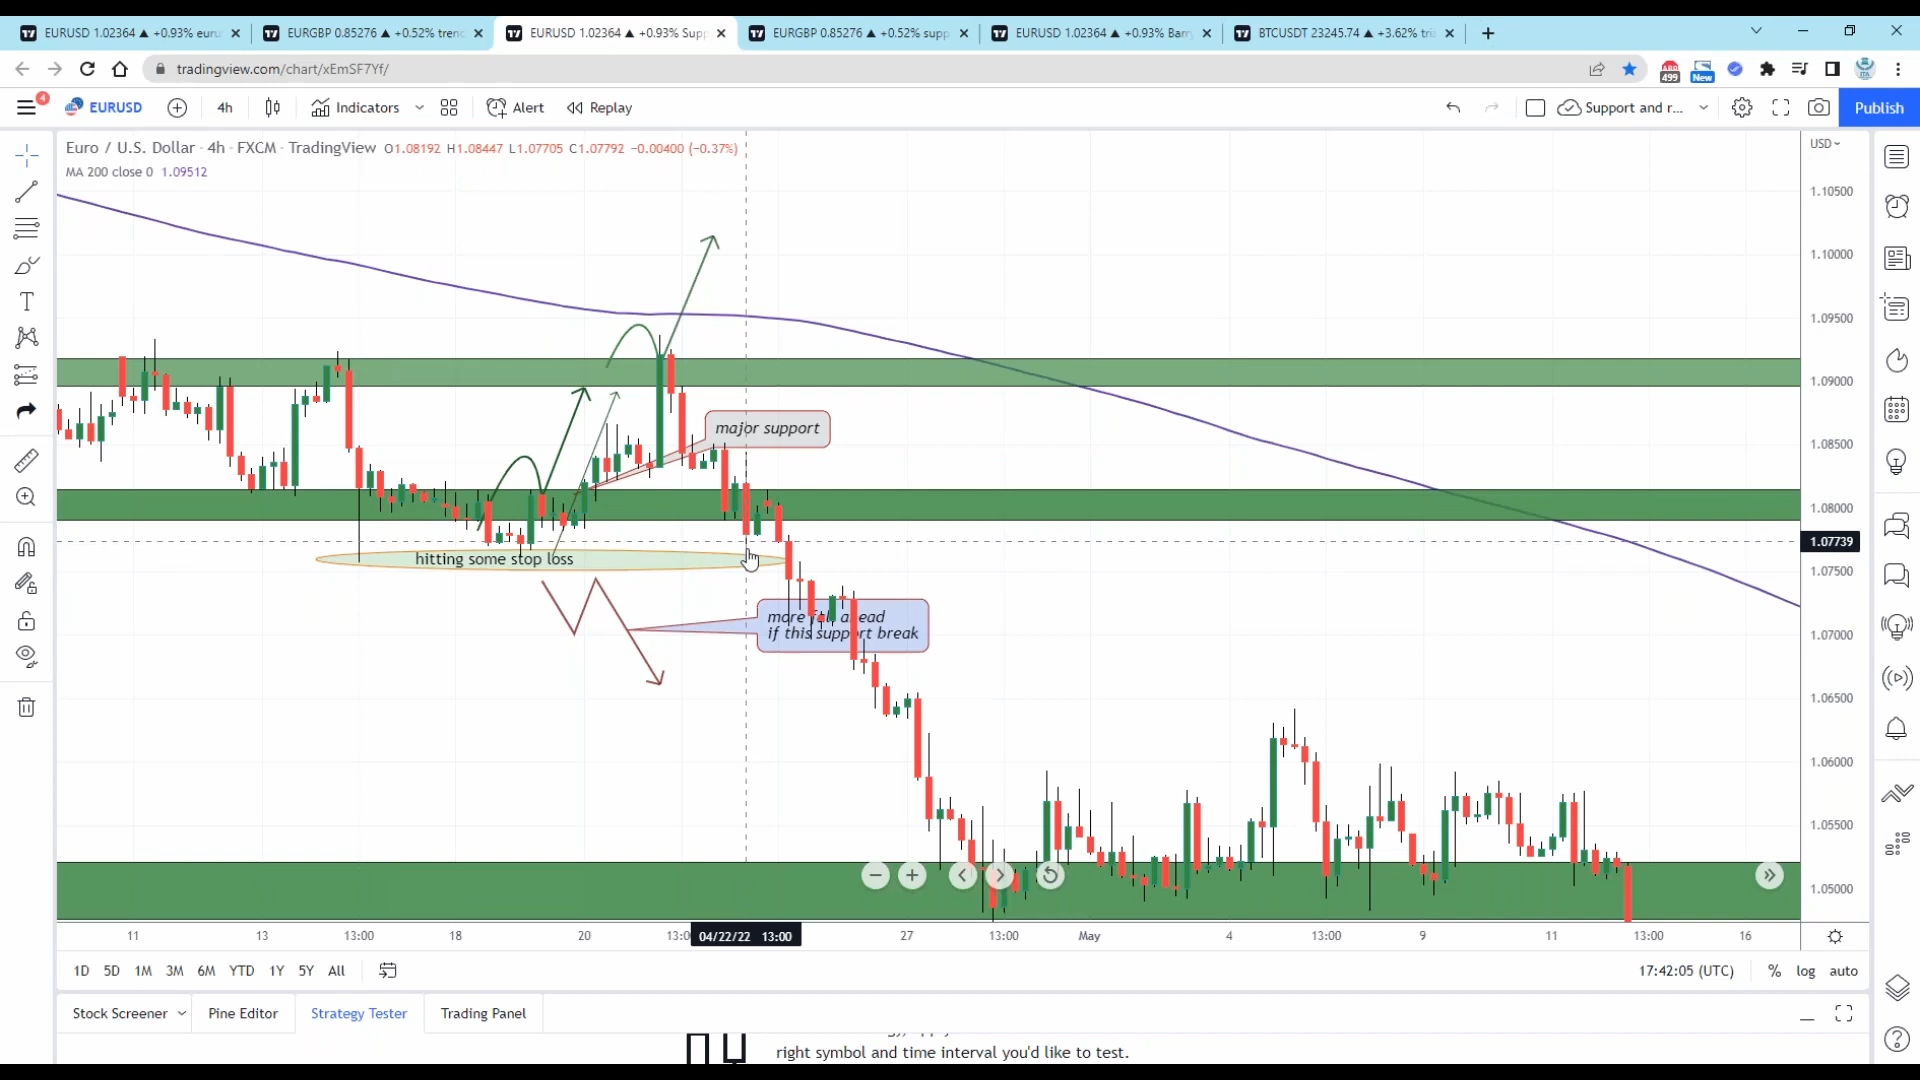 EURUSD 1.02364 ▲ +0.93% eur
EURGBP 0.85276 ▲ +0.52% tren
EURUSD 1.02364 ▲ +0.93% Supp
EURGBP 0.85276 ▲ +0.52% supp
EURUSD 1.02364 ▲ +0.93% Bar
BTCUSDT 23245.74 ▲ +3.62% tri
tradingview.com/chart/xEmSF7Yf/
499
New
4
EURUSD
4h
Indicators
Alert
Replay
Support and r...
Publish
Euro / U.S. Dollar · 4h · FXCM · TradingView O1.08192 H1.08447 L1.07705 C1.07792 −0.00400 (−0.37%)
USD
MA 200 close 0 1.09512
1.10500
1.10000
1.09500
1.09000
1.08500
1.08000
1.07739
1.07500
1.07000
1.06500
1.06000
1.05500
1.05000
major support
hitting some stop loss
more fall ahead
if this support break
11
13
13:00
18
20
13:0
04/22/22 13:00
27
13:00
May
4
13:00
9
11
13:00
16
1D 5D 1M 3M 6M YTD 1Y 5Y All
17:42:05 (UTC)
% log auto
Stock Screener
Pine Editor
Strategy Tester
Trading Panel
right symbol and time interval you'd like to test.